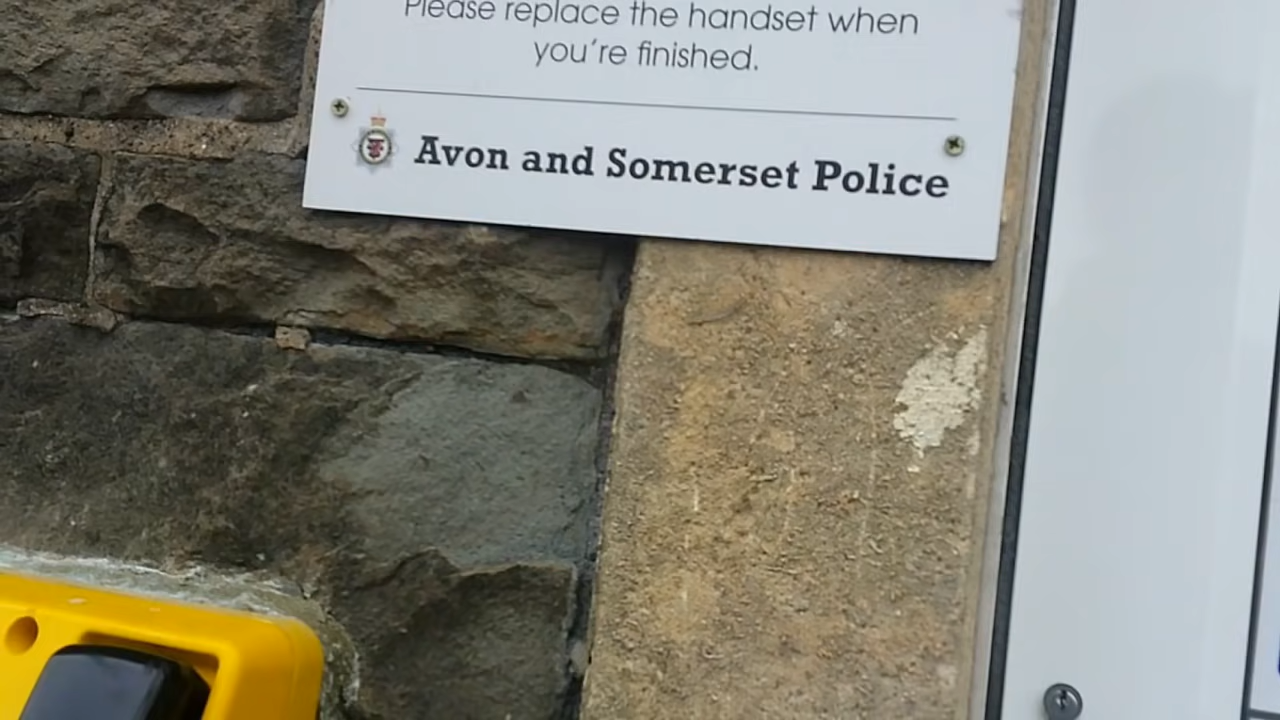 Please replace the handset when
you're finished.
Avon and Somerset Police